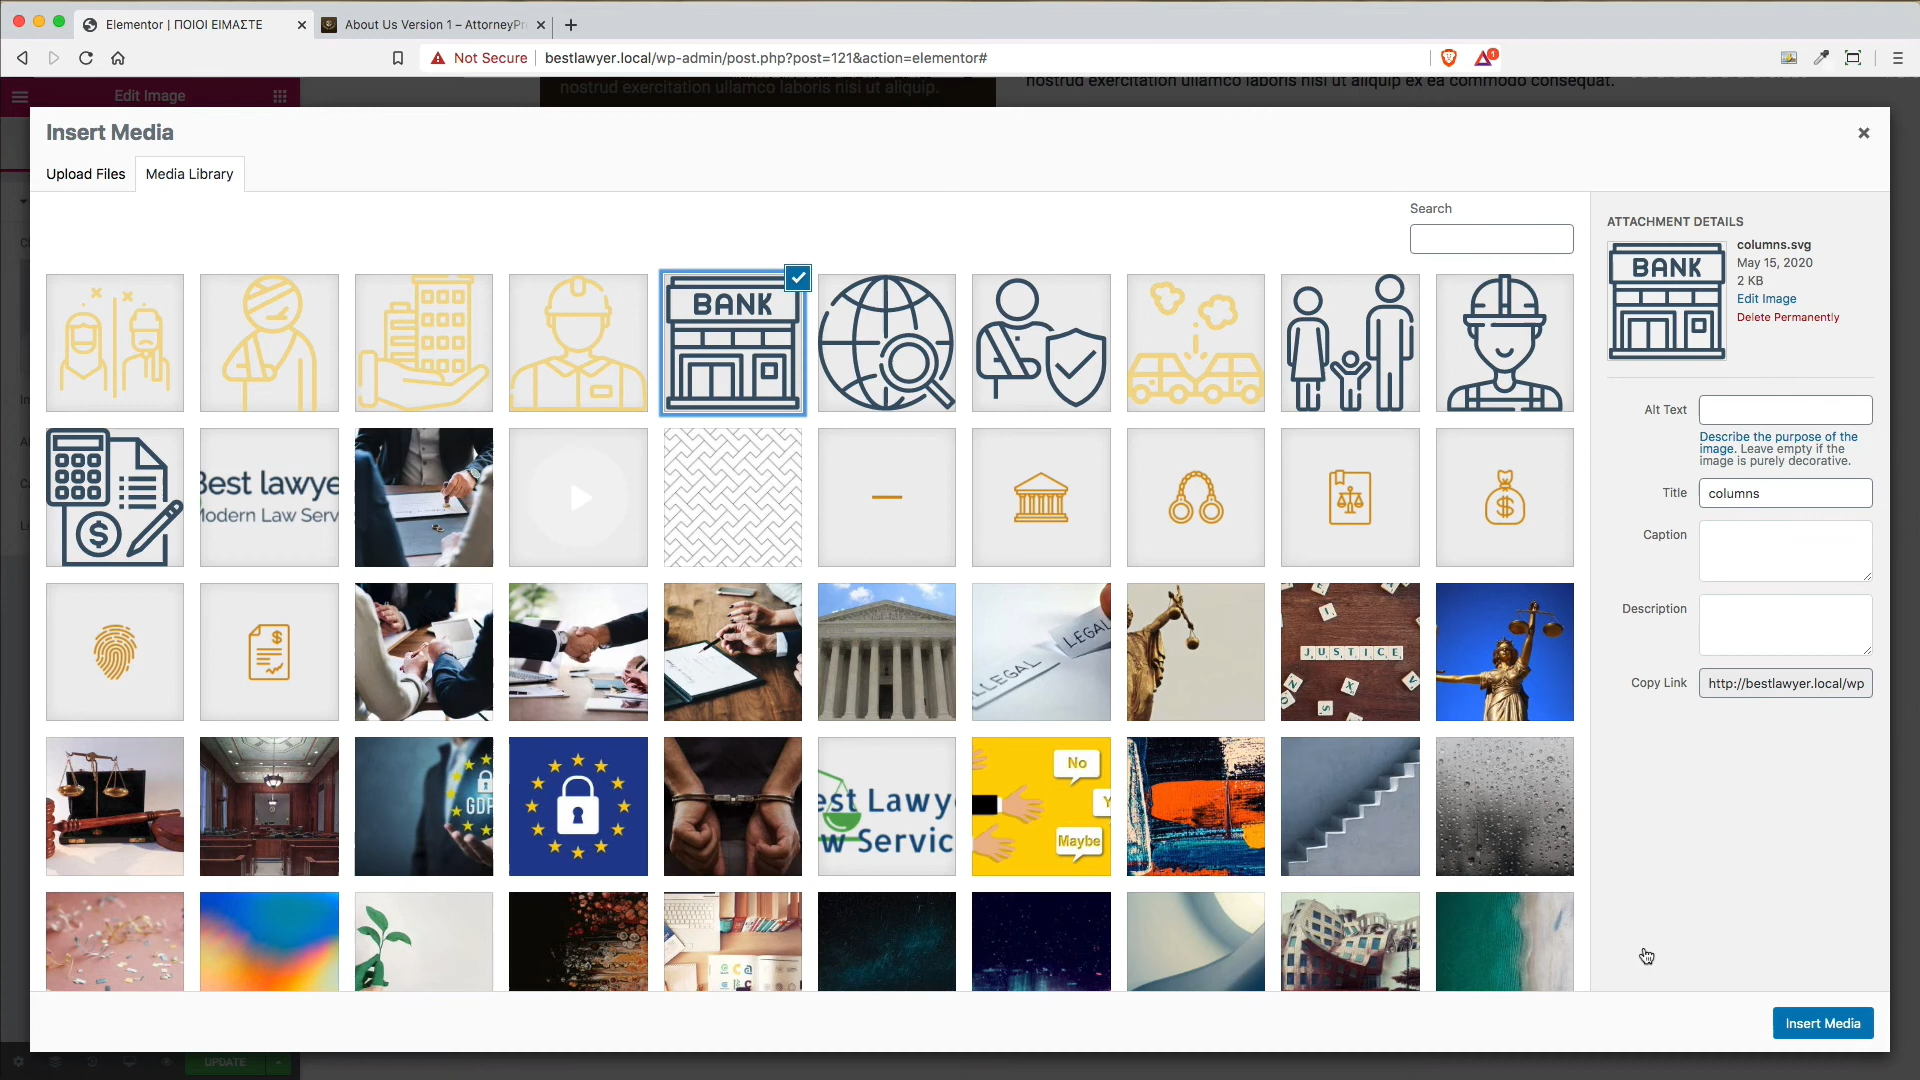 Elementor | ΠΟΙΟΙ ΕΙΜΑΣΤΕ
About Us Version 1 – AttorneyPr
Not Secure
bestlawyer.local/wp-admin/post.php?post=121&action=elementor#
1
Edit Image
nostrud exercitation ullamco laboris nisi ut aliquip.
nostrud exercitation ullamco laboris nisi ut aliquip ex ea commodo consequat.
Insert Media
Upload Files
Media Library
Search
ATTACHMENT DETAILS
BANK
columns.svg
May 15, 2020
2 KB
Edit Image
Delete Permanently
BANK
Alt Text
Describe the purpose of the
image. Leave empty if the
image is purely decorative.
Title
columns
Caption
Description
Copy Link
http://bestlawyer.local/wp
Best lawye
Modern Law Serv
LEGAL
LLEGAL
JUSTICE
GDP
est Lawye
w Servic
No
Y
Maybe
Insert Media
UPDATE